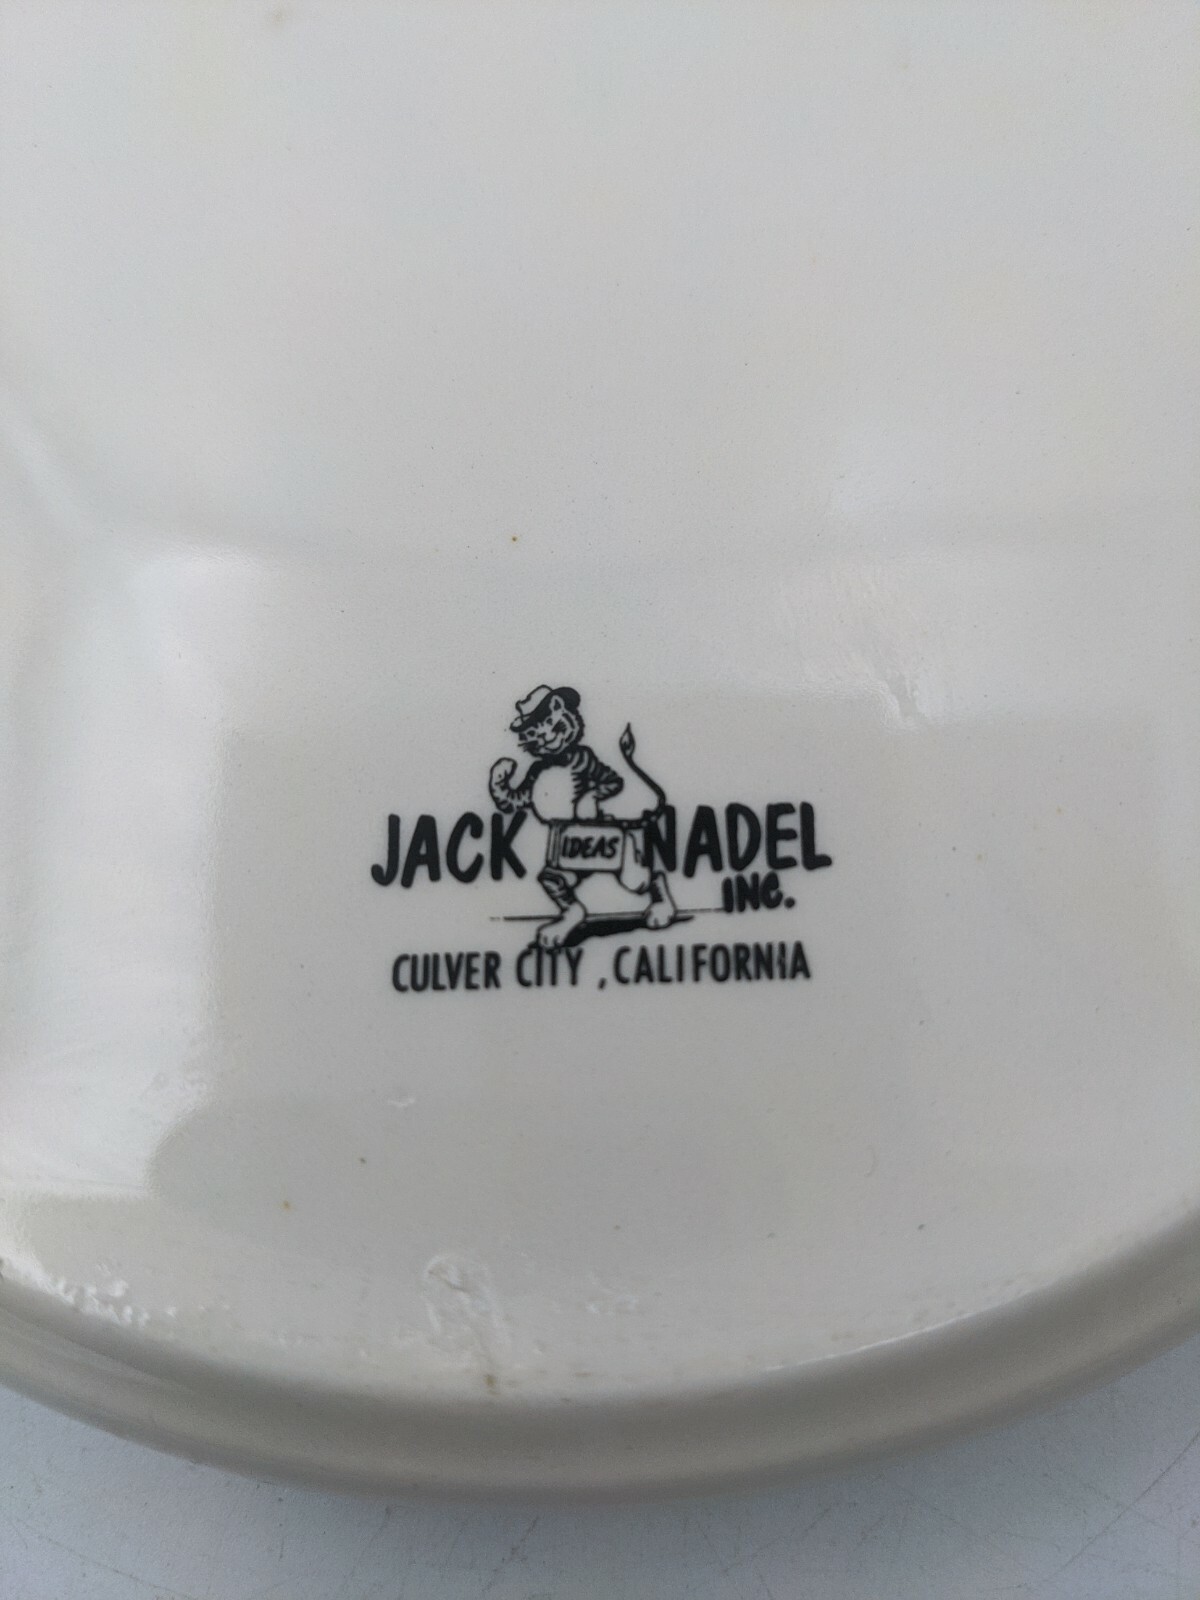 JACK NADEL
IDEAS
INC.
CULVER CITY , CALIFORNIA